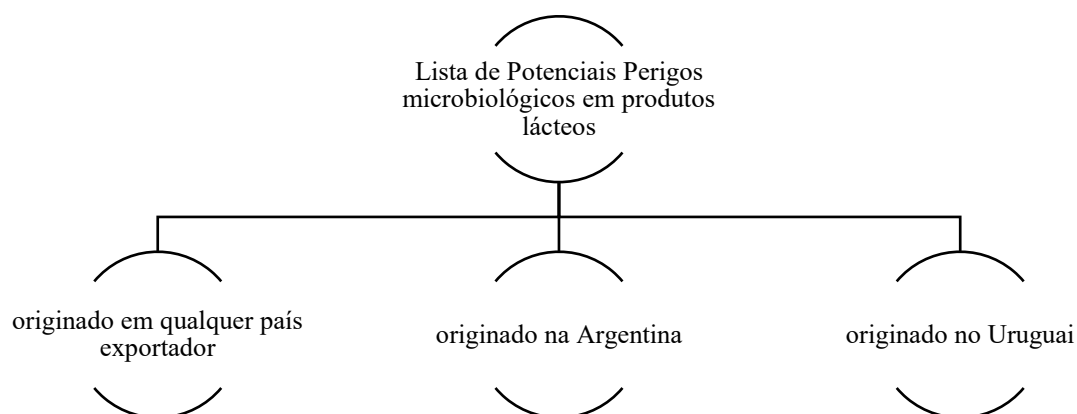 Lista de Potenciais Perigos
microbiológicos em produtos
lácteos
originado em qualquer país
exportador
originado na Argentina
originado no Uruguai